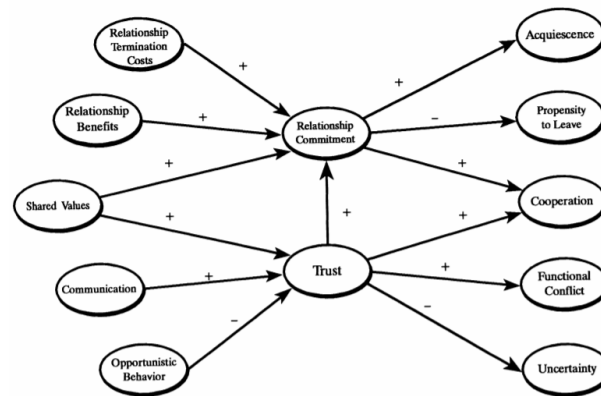 Relationship
Termination
Costs
+
Acquiescence
+
Relationship
Benefits
+
Relationship
Commitment
–
Propensity
to Leave
+
+
Shared Values
+
+
+
Cooperation
Communication
+
Trust
+
Functional
Conflict
–
–
Opportunistic
Behavior
Uncertainty